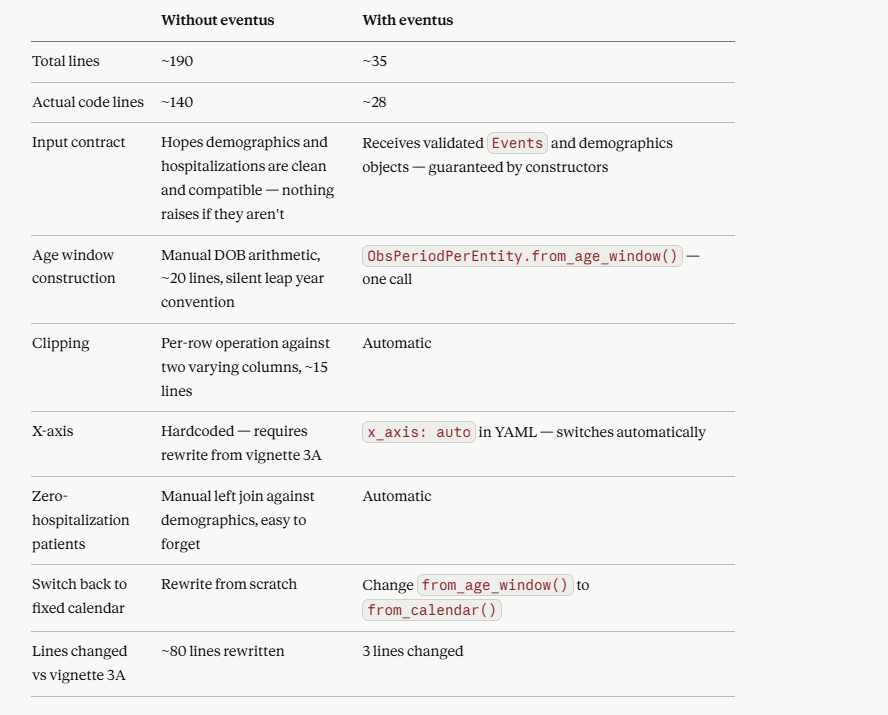 Without eventus With eventus
Total lines ~190 ~35
Actual code lines ~140 ~28
Input contract Hopes demographics and Receives validated Events and demographics
hospitalizations are clean objects — guaranteed by constructors
and compatible — nothing
raises if they aren't
Age window Manual DOB arithmetic, ObsPeriodPerEntity.from_age_window() —
construction ~20 lines, silent leap year one call
convention
Clipping Per-row operation against Automatic
two varying columns, ~15
lines
X-axis Hardcoded — requires x_axis: auto in YAML — switches automatically
rewrite from vignette 3A
Zero- Manual left join against Automatic
hospitalization demographics, easy to
patients forget
Switch back to Rewrite from scratch Change from_age_window() to
fixed calendar from_calendar()
Lines changed ~80 lines rewritten 3 lines changed
vs vignette 3A